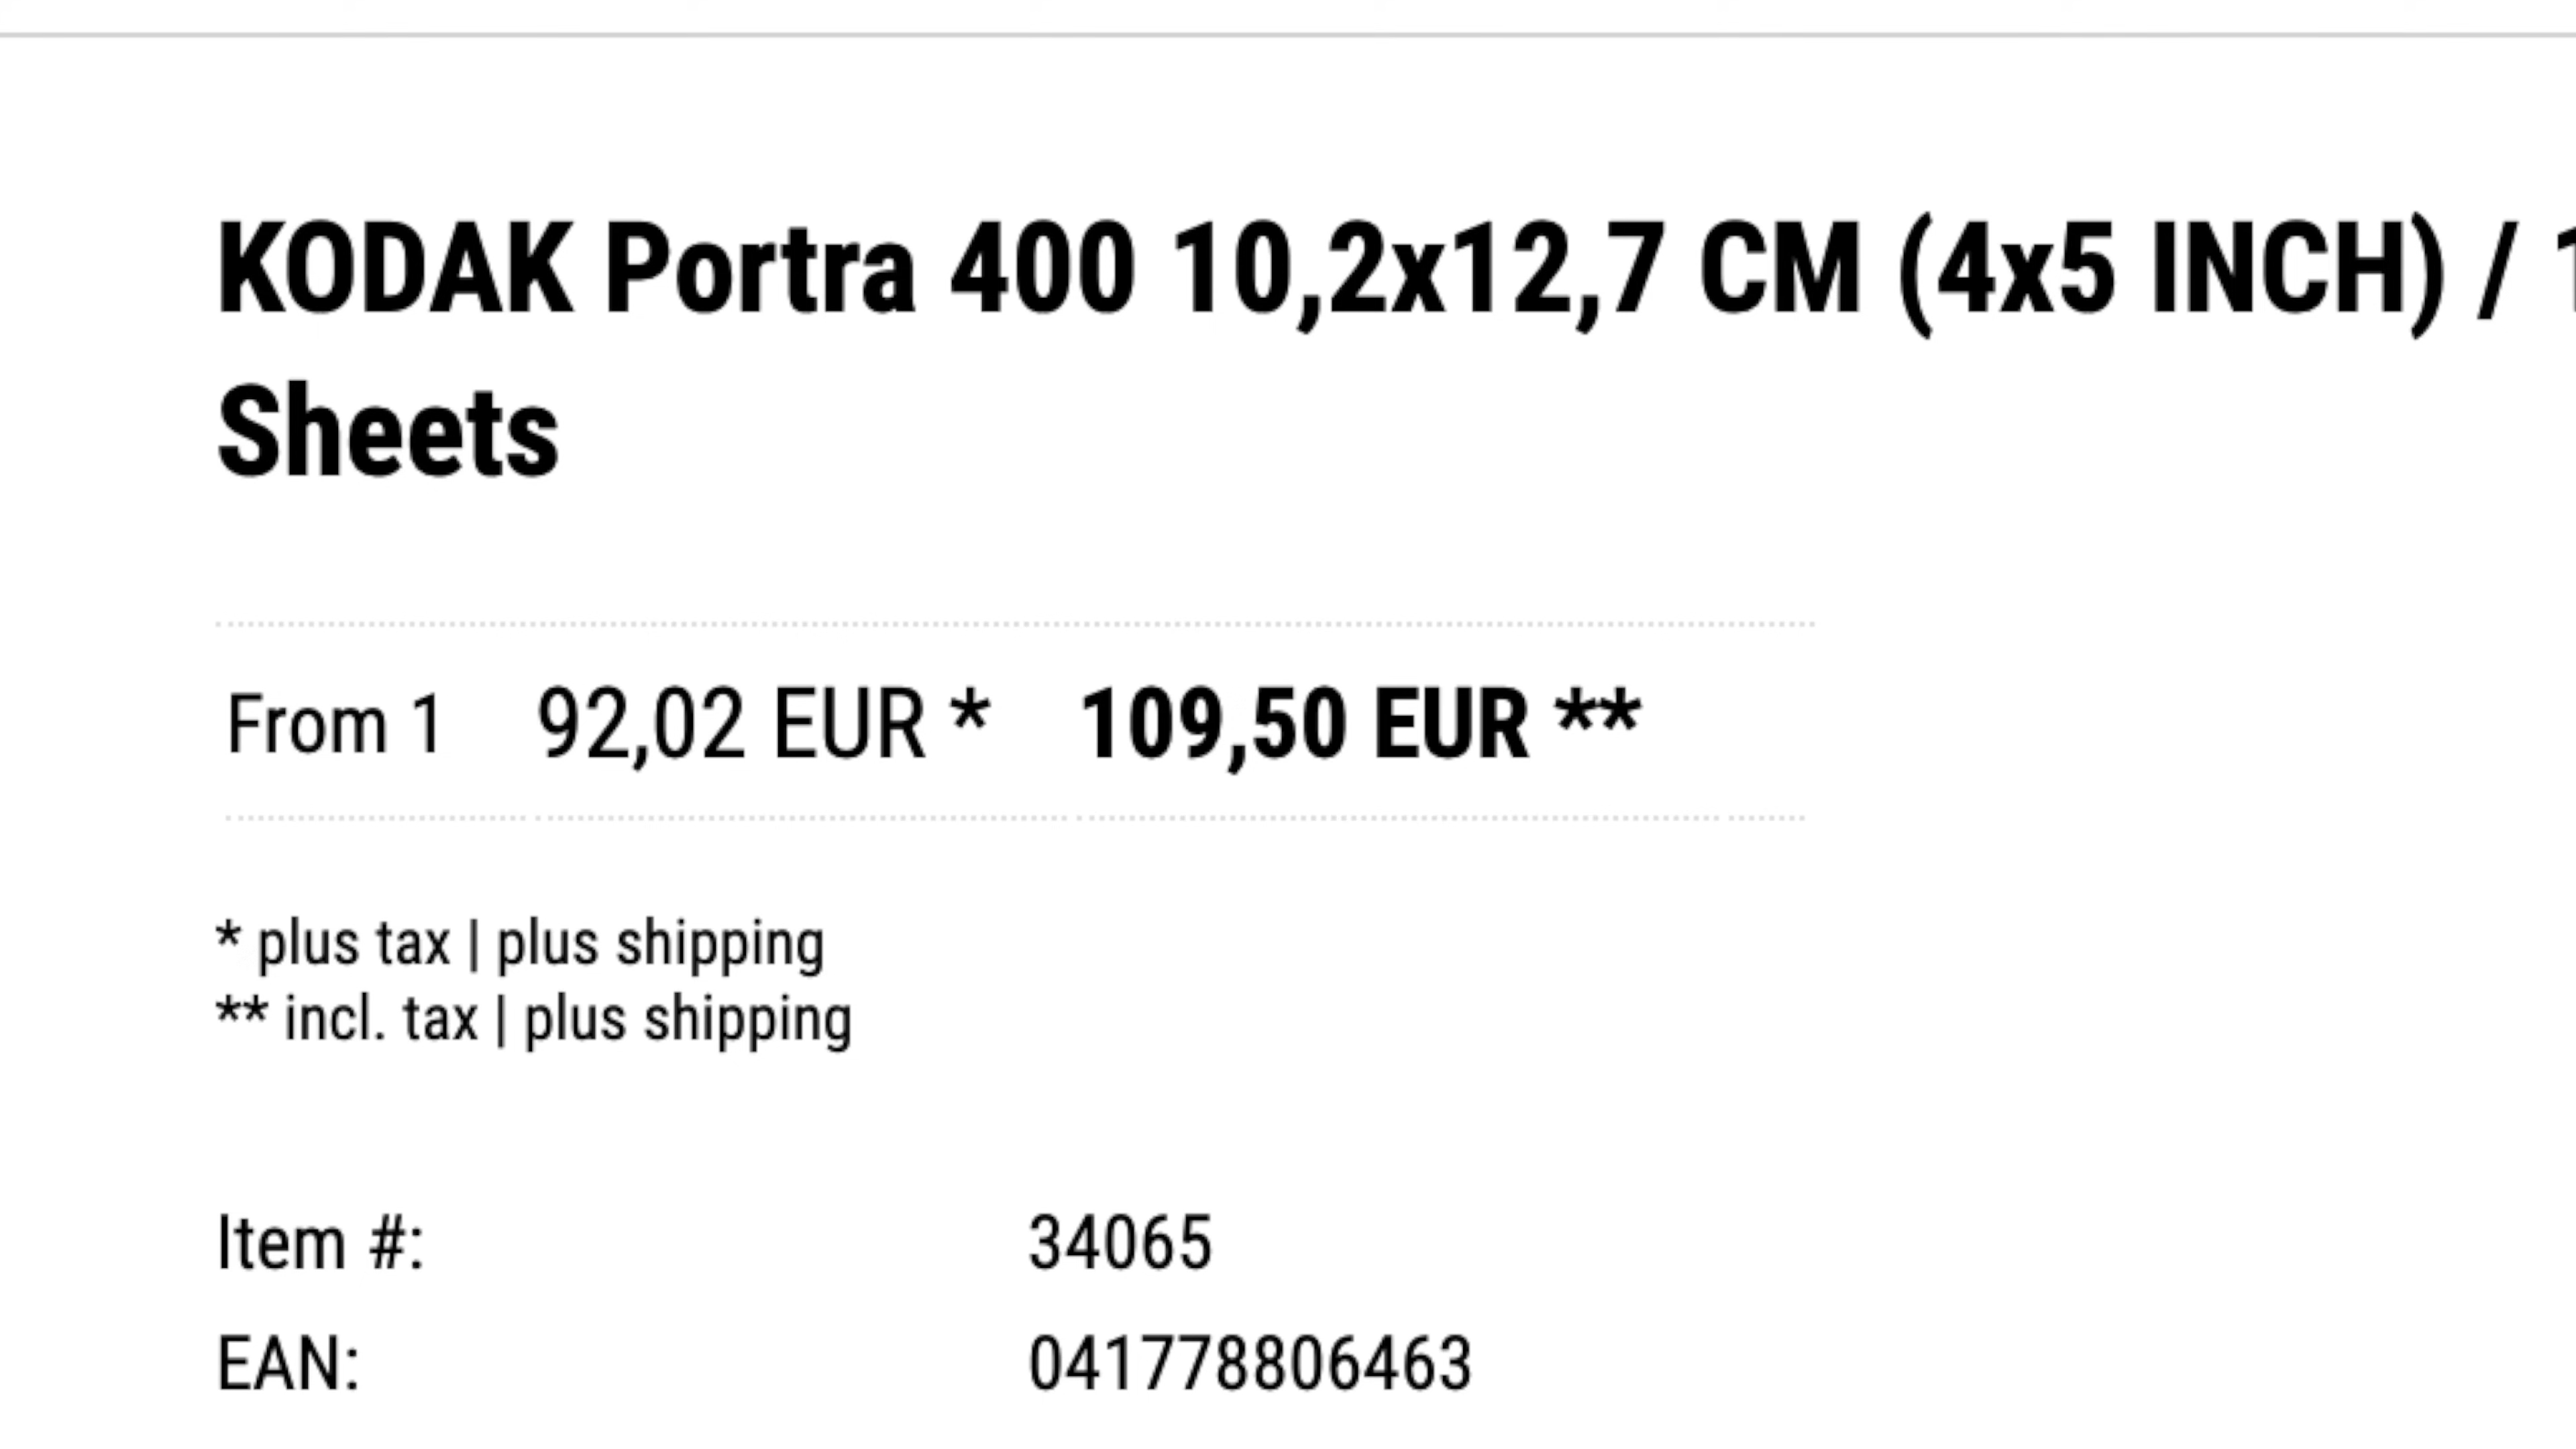 KODAK Portra 400 10,2x12,7 CM (4x5 INCH) /
Sheets
From 1 92,02 EUR * 109,50 EUR **
* plus tax | plus shipping
** incl. tax | plus shipping
Item #: 34065
EAN: 041778806463